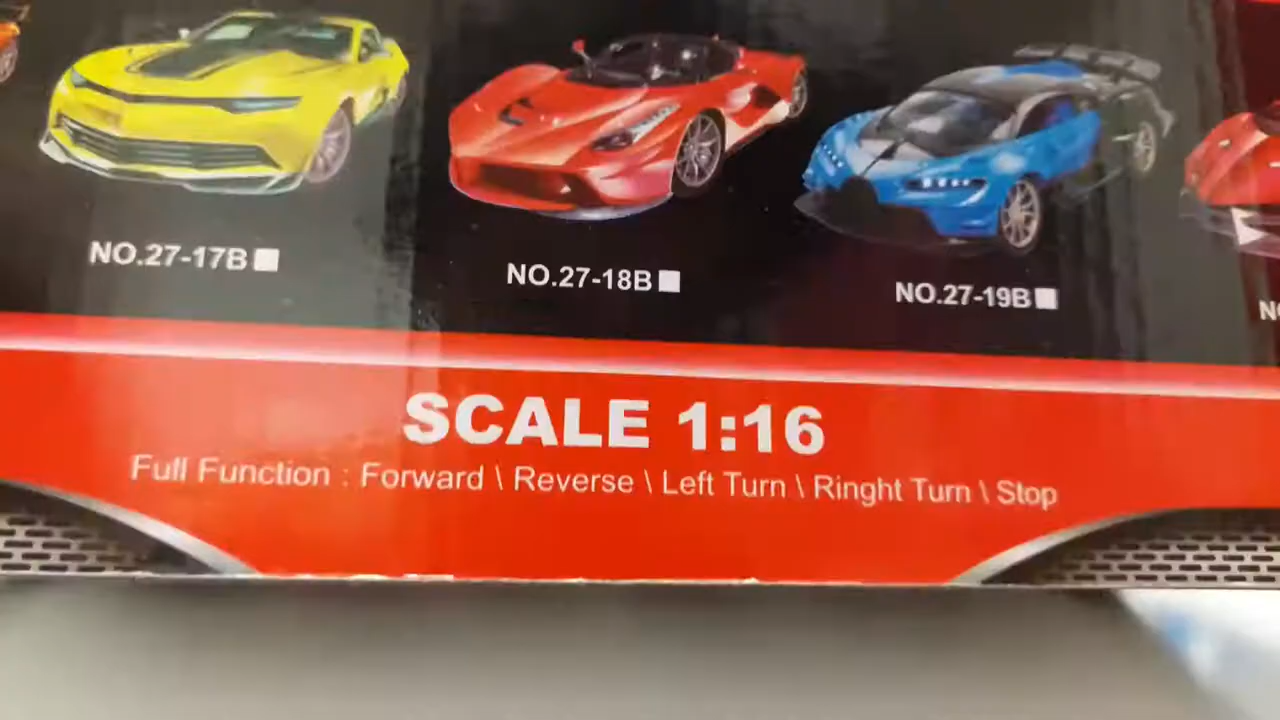 NO.27-17B
NO.27-18B
NO.27-19B
SCALE 1:16
Full Function : Forward \ Reverse \ Left Turn \ Ringht Turn \ Stop